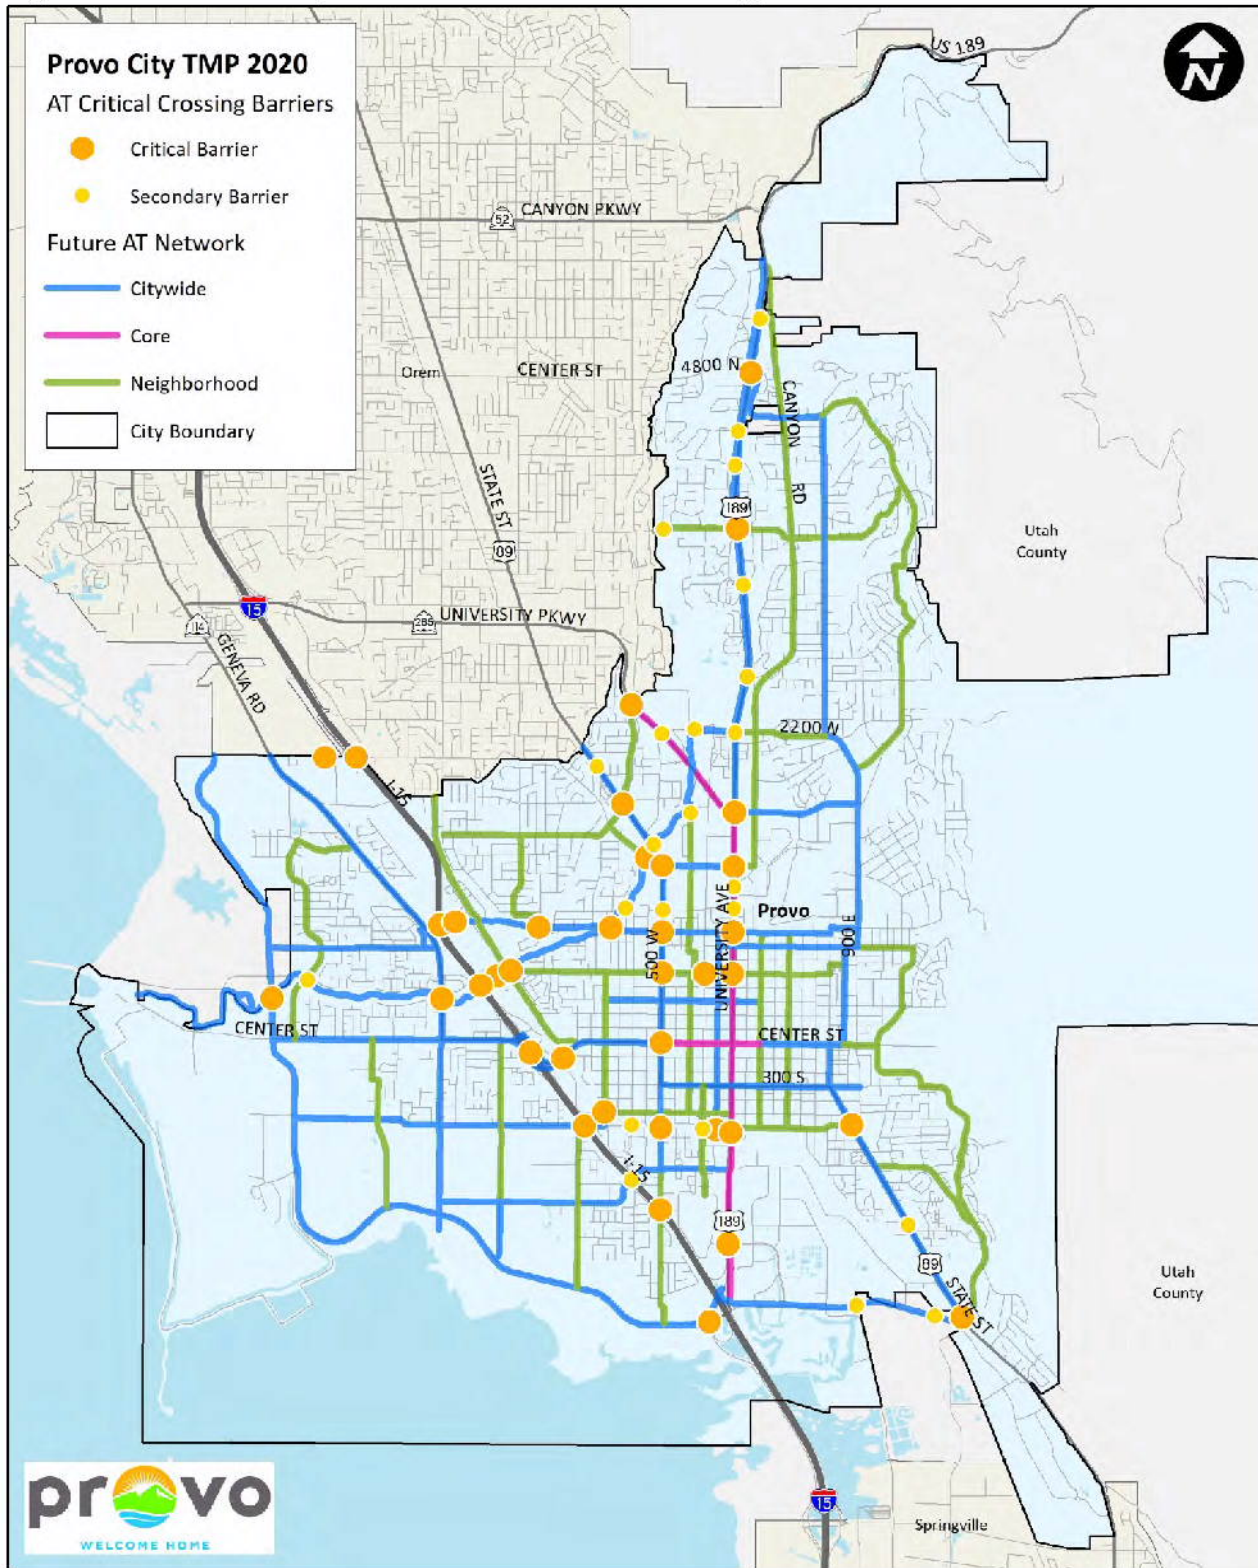 Provo City TMP 2020
AT Critical Crossing Barriers
Critical Barrier
Secondary Barrier
Future AT Network
Citywide
Core
Neighborhood
City Boundary
US 189
N
52
CANYON PKWY
4800 N
CENTER ST
Orem
CANYON RD
STATE ST
189
89
Utah
County
15
114
265
UNIVERSITY PKWY
GENEVA RD
2200 W
I-15
UNIVERSITY AVE
Provo
900 E
500 W
CENTER ST
CENTER ST
300 S
I-15
189
89
STATE ST
Utah
County
15
Springville
provo
WELCOME HOME